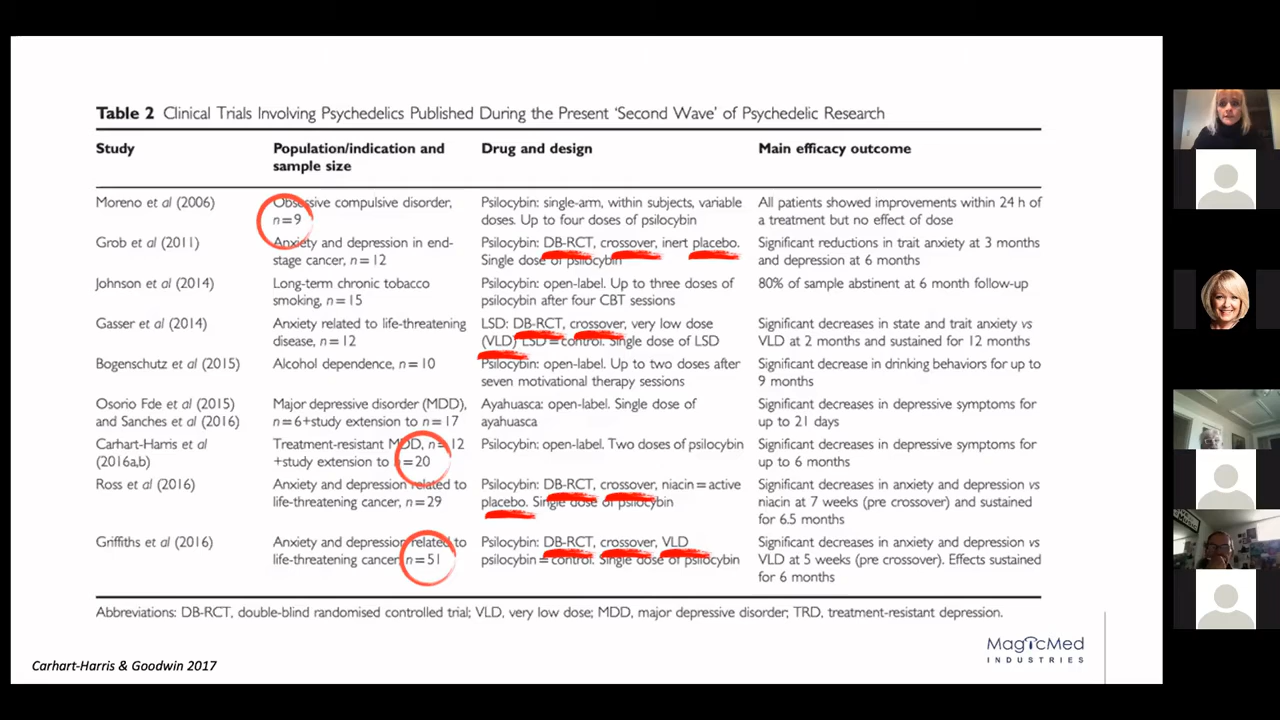 Table 2 Clinical Trials Involving Psychedelics Published During the Present 'Second Wave' of Psychedelic Research
Study
Population/indication and
sample size
Drug and design
Main efficacy outcome
Moreno et al (2006)
Obsessive compulsive disorder,
n=9
Psilocybin: single-arm, within subjects, variable
doses. Up to four doses of psilocybin
All patients showed improvements within 24 h of
a treatment but no effect of dose
Grob et al (2011)
Anxiety and depression in end-
stage cancer, n=12
Psilocybin: DB-RCT, crossover, inert placebo.
Single dose of psilocybin
Significant reductions in trait anxiety at 3 months
and depression at 6 months
Johnson et al (2014)
Long-term chronic tobacco
smoking, n=15
Psilocybin: open-label. Up to three doses of
psilocybin after four CBT sessions
80% of sample abstinent at 6 month follow-up
Gasser et al (2014)
Anxiety related to life-threatening
disease, n=12
LSD: DB-RCT, crossover, very low dose
(VLD) LSD=control. Single dose of LSD
Significant decreases in state and trait anxiety vs
VLD at 2 months and sustained for 12 months
Bogenschutz et al (2015)
Alcohol dependence, n=10
Psilocybin: open-label. Up to two doses after
seven motivational therapy sessions
Significant decrease in drinking behaviors for up to
9 months
Osorio Fde et al (2015)
and Sanches et al (2016)
Major depressive disorder (MDD),
n=6+study extension to n=17
Ayahuasca: open-label. Single dose of
ayahuasca
Significant decreases in depressive symptoms for
up to 21 days
Carhart-Harris et al
(2016a,b)
Treatment-resistant MDD, n=12
+study extension to n=20
Psilocybin: open-label. Two doses of psilocybin
Significant decreases in depressive symptoms for
up to 6 months
Ross et al (2016)
Anxiety and depression related to
life-threatening cancer, n=29
Psilocybin: DB-RCT, crossover, niacin=active
placebo. Single dose of psilocybin
Significant decreases in anxiety and depression vs
niacin at 7 weeks (pre crossover) and sustained
for 6.5 months
Griffiths et al (2016)
Anxiety and depression related to
life-threatening cancer, n=51
Psilocybin: DB-RCT, crossover, VLD
psilocybin=control. Single dose of psilocybin
Significant decreases in anxiety and depression vs
VLD at 5 weeks (pre crossover). Effects sustained
for 6 months
Abbreviations: DB-RCT, double-blind randomised controlled trial; VLD, very low dose; MDD, major depressive disorder; TRD, treatment-resistant depression.
MagicMed
INDUSTRIES
Carhart-Harris & Goodwin 2017